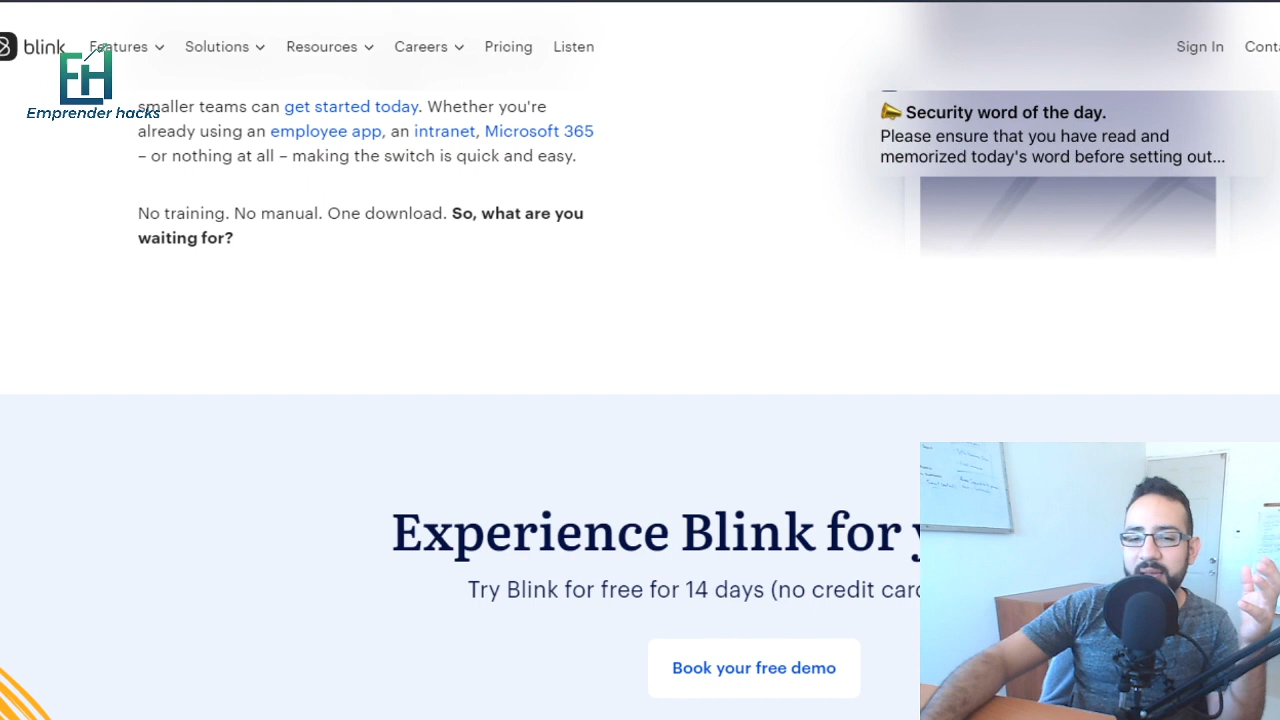 blink Features Solutions Resources Careers Pricing Listen Sign In
Emprender hacks
smaller teams can get started today. Whether you're
already using an employee app, an intranet, Microsoft 365
– or nothing at all – making the switch is quick and easy.
No training. No manual. One download. So, what are you
waiting for?
Security word of the day.
Please ensure that you have read and
memorized today's word before setting out...
Experience Blink for
Try Blink for free for 14 days (no credit
Book your free demo